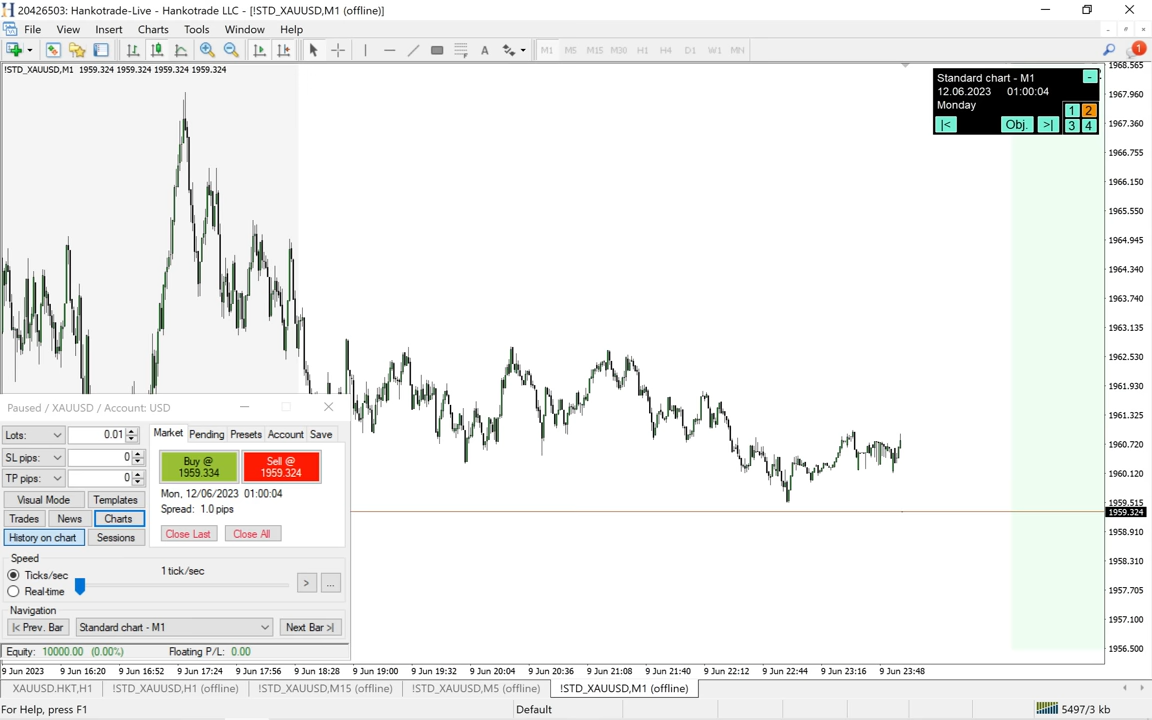 20426503: Hankotrade-Live - Hankotrade LLC - [!STD_XAUUSD,M1 (offline)]
File View Insert Charts Tools Window Help
A M1 M5 M15 M30 H1 H4 D1 W1 MN 1
!STD_XAUUSD,M1 1959.324 1959.324 1959.324 1959.324
Standard chart - M1 -
12.06.2023 01:00:04
Monday
1 2
|< Obj. >| 3 4
1968.565
1967.960
1967.360
1966.755
1966.150
1965.550
1964.945
1964.340
1963.740
1963.135
1962.530
1961.930
1961.325
1960.720
1960.120
1959.515
1959.324
1958.910
1958.310
1957.705
1957.100
1956.500
Paused / XAUUSD / Account: USD
Lots: 0.01
SL pips: 0
TP pips: 0
Visual Mode Templates
Trades News Charts
History on chart Sessions
Market Pending Presets Account Save
Buy @ 
1959.334
Sell @
1959.324
Mon, 12/06/2023 01:00:04
Spread: 1.0 pips
Close Last Close All
Speed
Ticks/sec 1 tick/sec
Real-time > ...
Navigation
|< Prev. Bar Standard chart - M1 Next Bar >|
Equity: 10000.00 (0.00%) Floating P/L: 0.00
9 Jun 2023 9 Jun 16:20 9 Jun 16:52 9 Jun 17:24 9 Jun 17:56 9 Jun 18:28 9 Jun 19:00 9 Jun 19:32 9 Jun 20:04 9 Jun 20:36 9 Jun 21:08 9 Jun 21:40 9 Jun 22:12 9 Jun 22:44 9 Jun 23:16 9 Jun 23:48
XAUUSD.HKT,H1 !STD_XAUUSD,H1 (offline) !STD_XAUUSD,M15 (offline) !STD_XAUUSD,M5 (offline) !STD_XAUUSD,M1 (offline)
For Help, press F1 Default 5497/3 kb